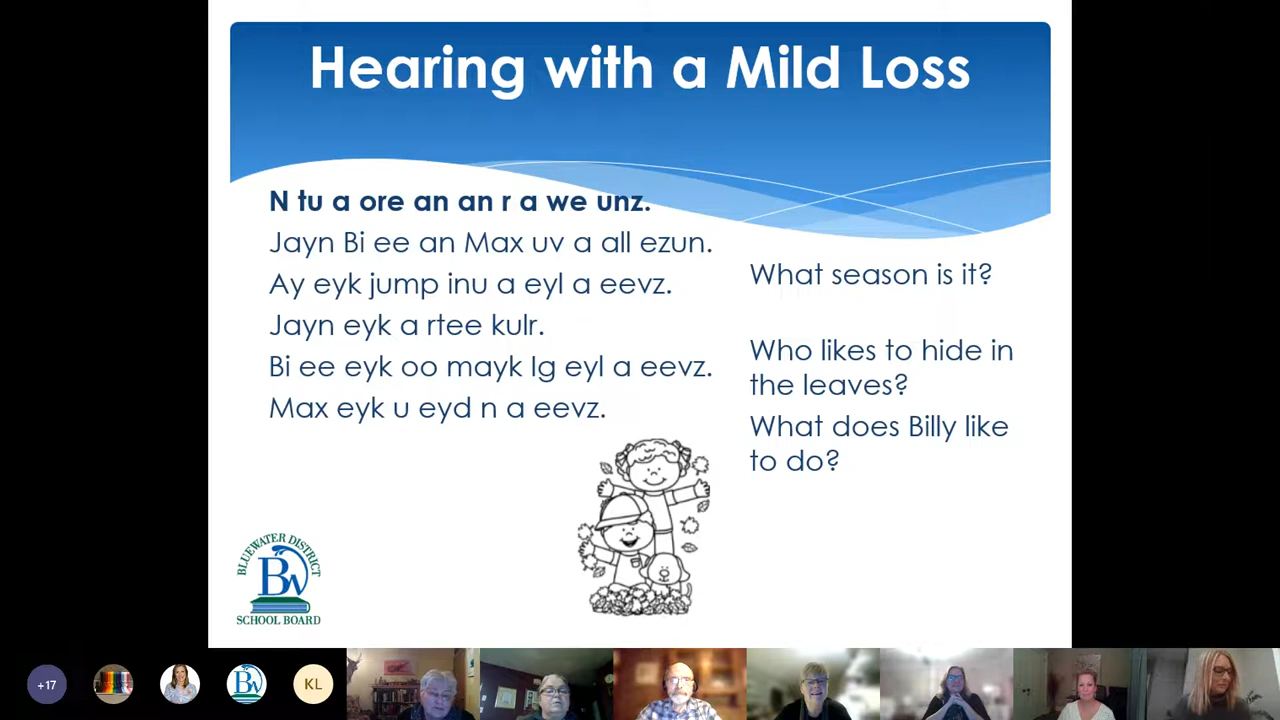 Hearing with a Mild Loss
N tu a ore an an r a we unz.
Jayn Bi ee an Max uv a all ezun.
Ay eyk jump inu a eyl a eevz.
Jayn eyk a rtee kulr.
Bi ee eyk oo mayk Ig eyl a eevz.
Max eyk u eyd n a eevz.
What season is it?
Who likes to hide in
the leaves?
What does Billy like
to do?
BLUEWATER DISTRICT
BW
SCHOOL BOARD
+17
BW
KL